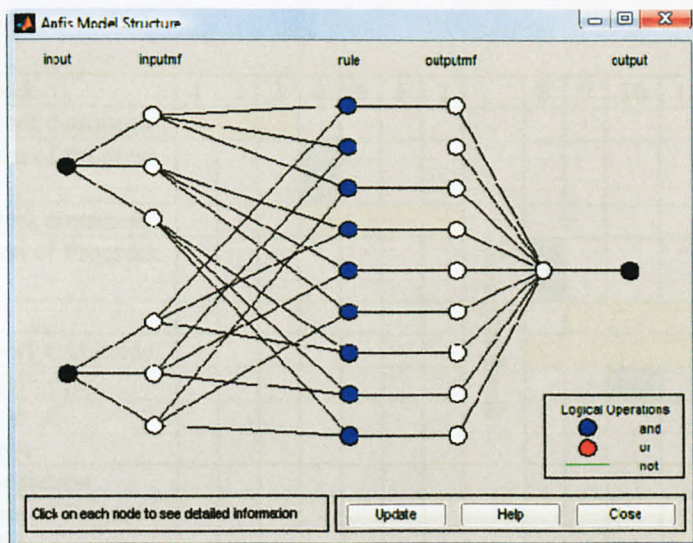 Anfis Model Structure
input inputmf rule outputmf output
Logical Operations
and
or
not
Click on each node to see detailed information
Update Help Close